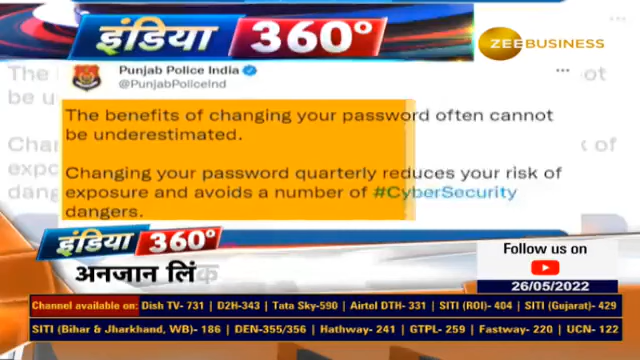 इंडिया 360°
ZEEBUSINESS
Punjab Police India
@PunjabPoliceInd
The benefits of changing your password often cannot
be underestimated.
Changing your password quarterly reduces your risk of
exposure and avoids a number of #CyberSecurity
dangers.
इंडिया 360°
अनजान लिंक
Follow us on
26/05/2022
Channel available on: Dish TV- 731 | D2H-343 | Tata Sky-590 | Airtel DTH- 331 | SITI (ROI)- 404 | SITI (Gujarat)- 429
SITI (Bihar & Jharkhand, WB)- 186 | DEN-355/356 | Hathway- 241 | GTPL- 259 | Fastway- 220 | UCN- 122